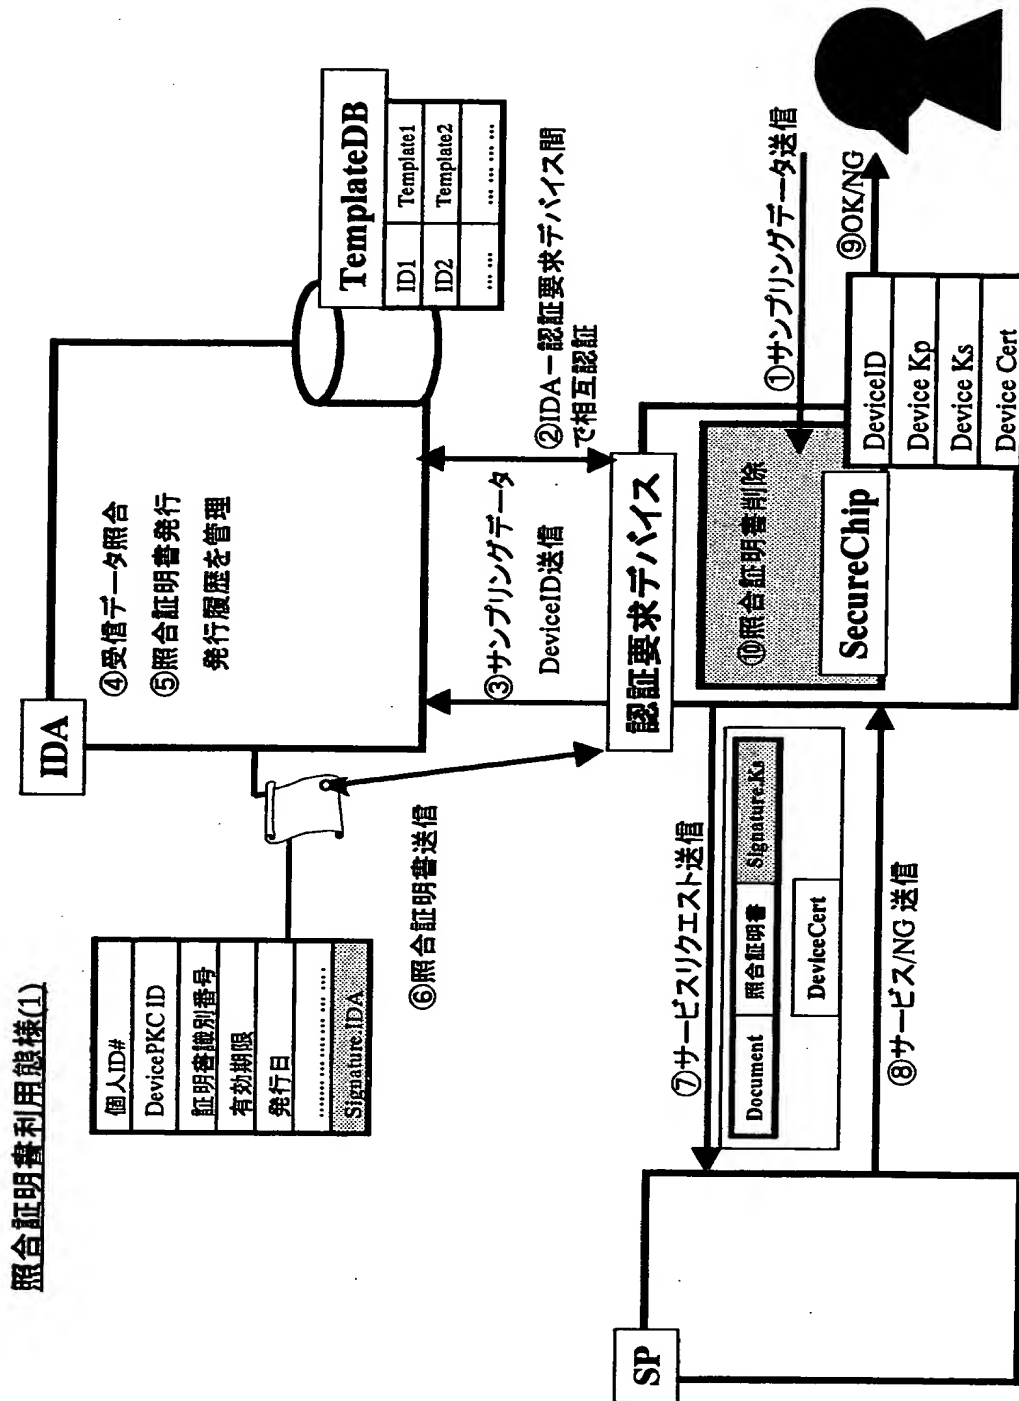 照合証明書利用態様(1)
IDA
④受信データ照合
⑤照合証明書発行
発行履歴を管理
TemplateDB
ID1 Template1
ID2 Template2
… … … … …
個人ID#
DevicePKC ID
証明書識別番号
有効期限
発行日
………………
Signature.IDA
⑥照合証明書送信
③サンプリングデータ
DeviceID送信
②IDAー認証要求デバイス間
で相互認証
認証要求デバイス
①サンプリングデータ送信
⑨OK/NG
⑩照合証明書削除
SecureChip
DeviceID
Device Kp
Device Ks
Device Cert
⑦サービスリクエスト送信
Document 照合証明書 Signature.Ks
DeviceCert
⑧サービス/NG 送信
SP